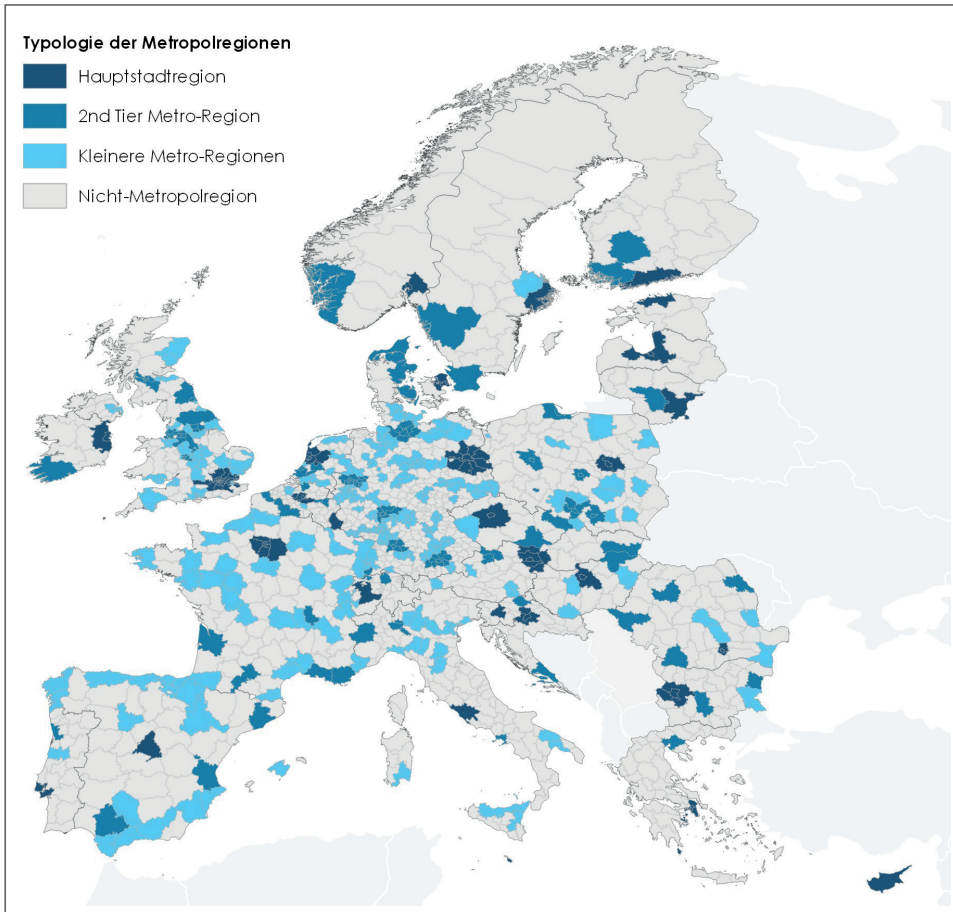 Typologie der Metropolregionen
Hauptstadtregion
2nd Tier Metro-Region
Kleinere Metro-Regionen
Nicht-Metropolregion